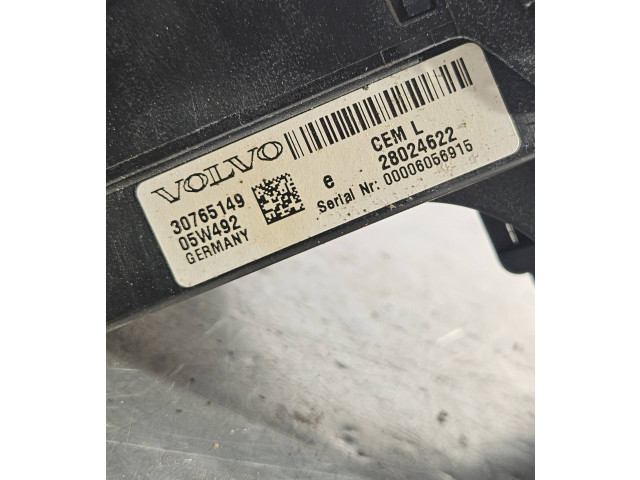 VOLVO
30765149
05W492
GERMANY
CEM L
e 28024622
Serial Nr: 00006056915